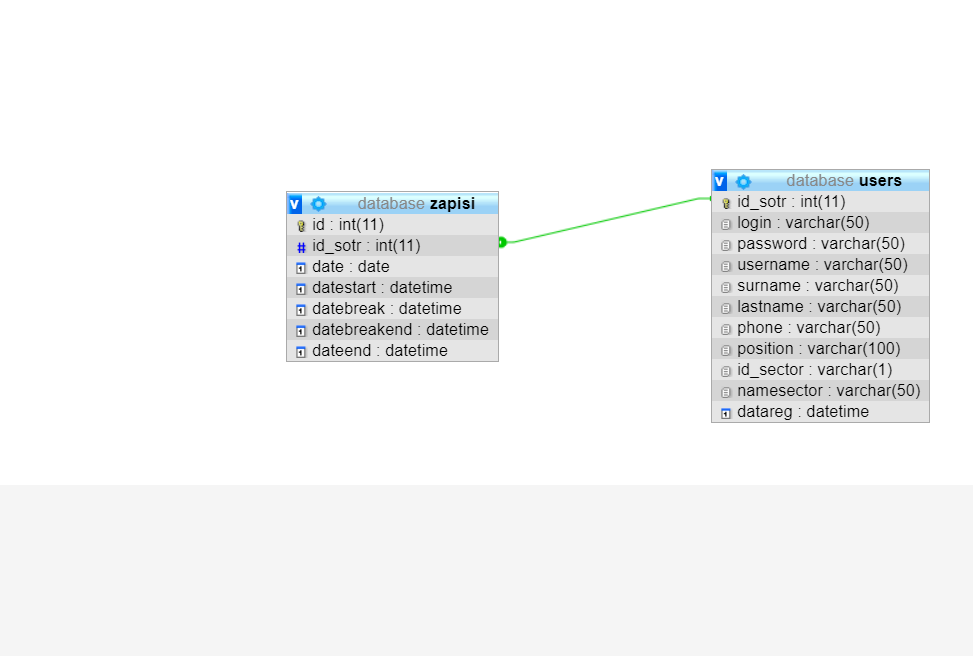 database zapisi
id : int(11)
id_sotr : int(11)
date : date
datestart : datetime
datebreak : datetime
datebreakend : datetime
dateend : datetime
database users
id_sotr : int(11)
login : varchar(50)
password : varchar(50)
username : varchar(50)
surname : varchar(50)
lastname : varchar(50)
phone : varchar(50)
position : varchar(100)
id_sector : varchar(1)
namesector : varchar(50)
datareg : datetime